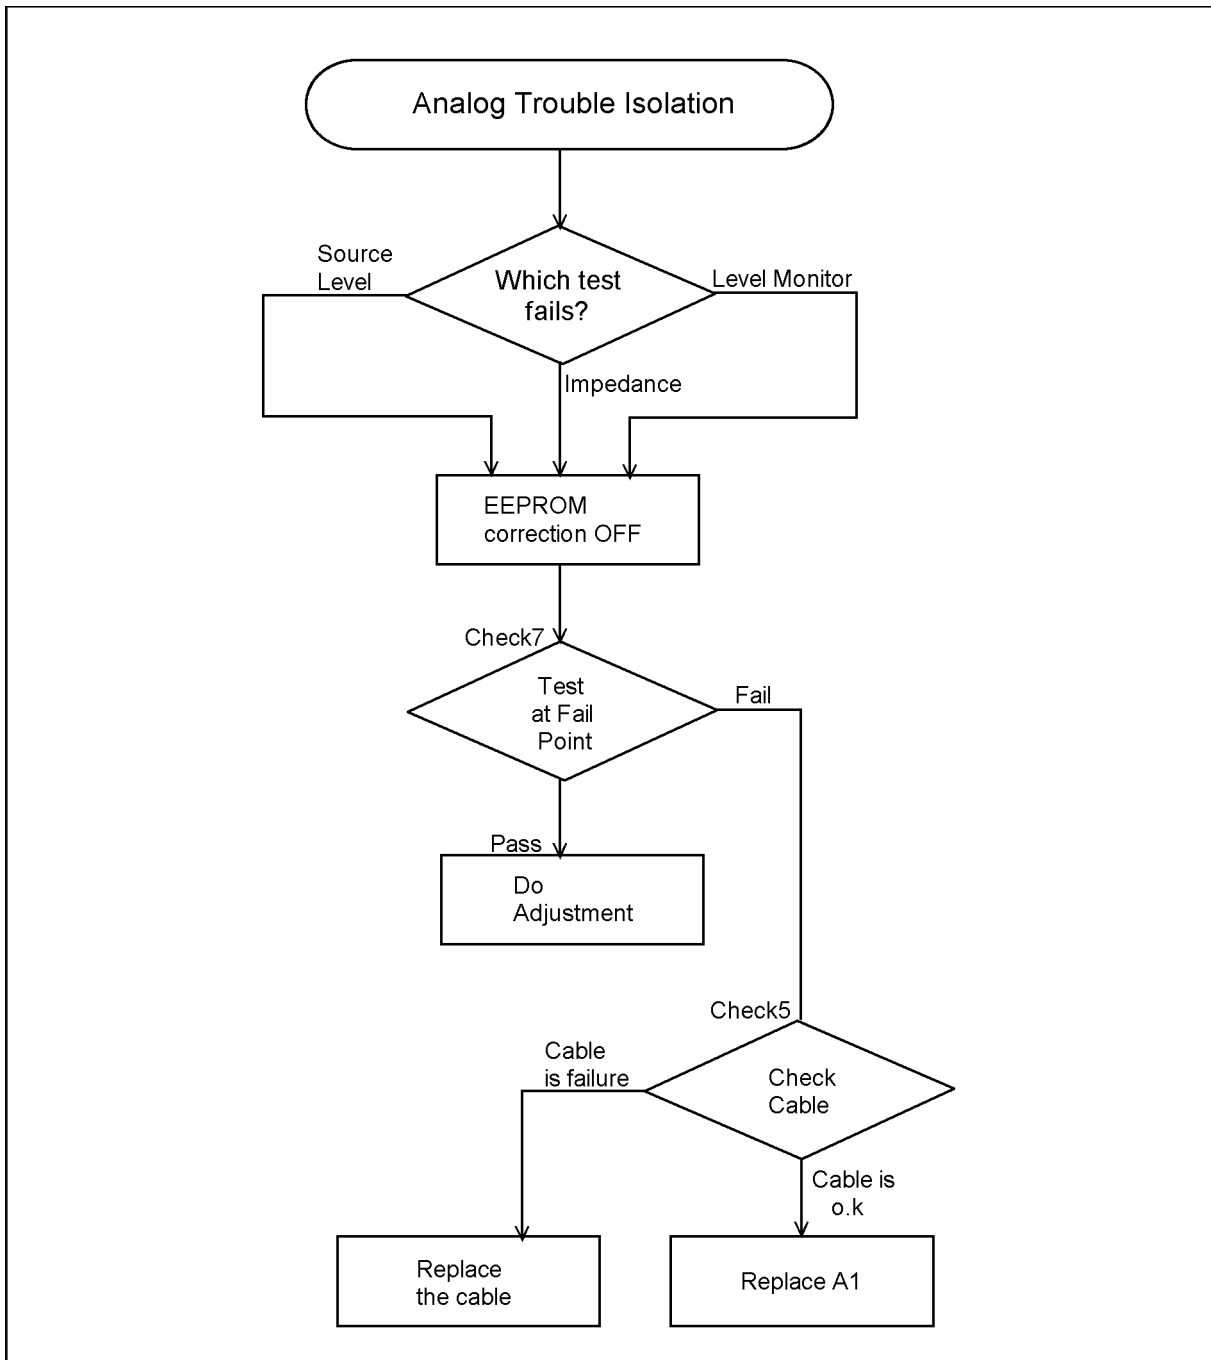 Analog Trouble Isolation
Source
Level
Which test
fails?
Level Monitor
Impedance
EEPROM
correction OFF
Check7
Test
at Fail
Point
Fail
Pass
Do
Adjustment
Check5
Cable
is failure
Check
Cable
Cable is
o.k
Replace
the cable
Replace A1